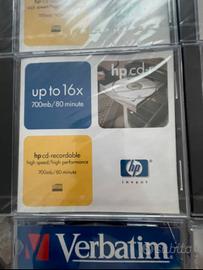 up to 16x
700mb/80 minute
hp cd-r
hp cd-recordable
high speed/high performance
700mb/80 minute
hp
invent
Verbatim